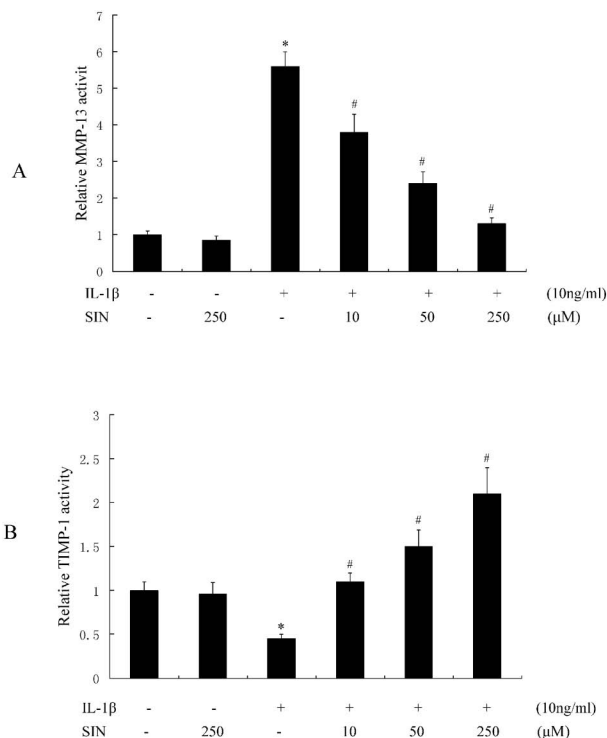 A
Relative MMP-13 activit
7
6
5
4
3
2
1
0
*
#
#
#
IL-1β - - + + + + (10ng/ml)
SIN - 250 - 10 50 250 (μM)
B
Relative TIMP-1 activity
3
2.5
2
1.5
1
0.5
0
*
#
#
#
IL-1β - - + + + + (10ng/ml)
SIN - 250 - 10 50 250 (μM)